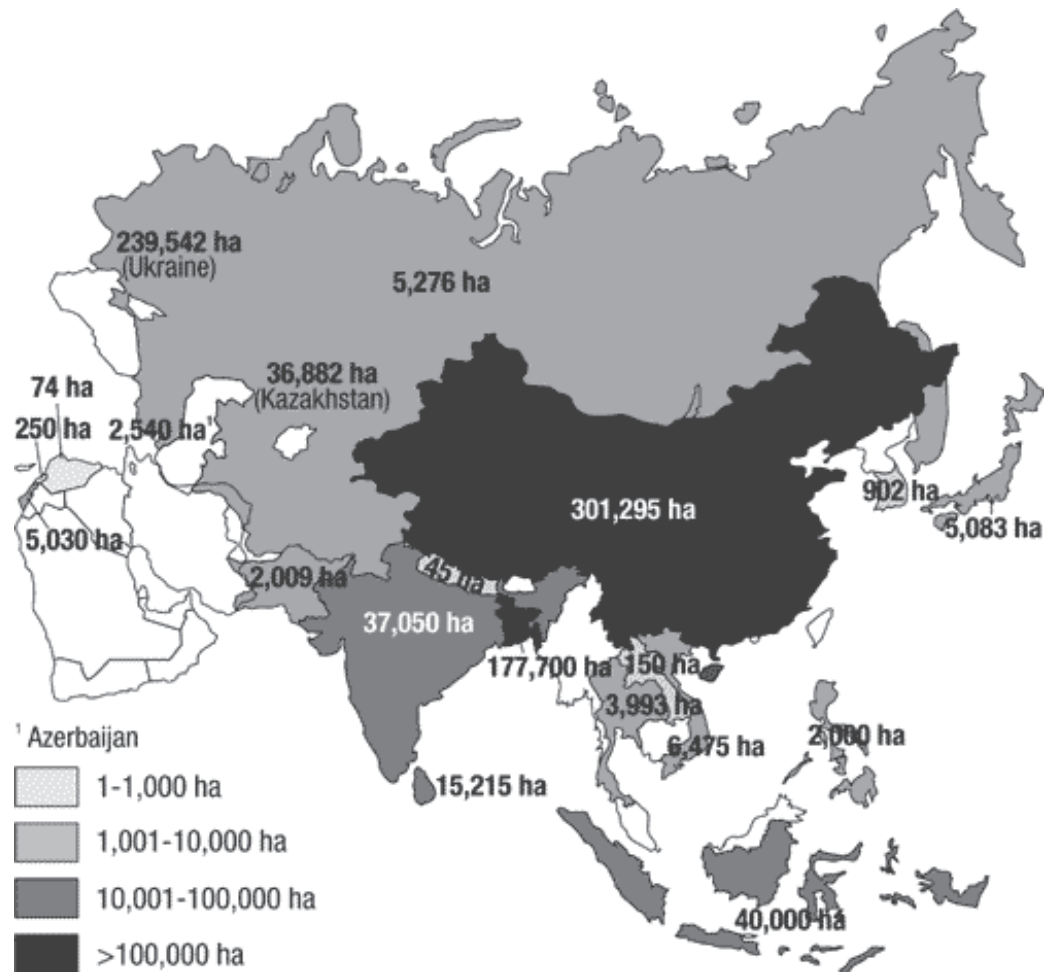 239,542 ha
(Ukraine)
5,276 ha
36,882 ha
(Kazakhstan)
74 ha
250 ha
2,540 ha¹
902 ha
301,295 ha
5,083 ha
5,030 ha
45 ha
2,009 ha
37,050 ha
177,700 ha
150 ha
3,993 ha
6,475 ha
2,000 ha
15,215 ha
40,000 ha
¹ Azerbaijan
1-1,000 ha
1,001-10,000 ha
10,001-100,000 ha
>100,000 ha